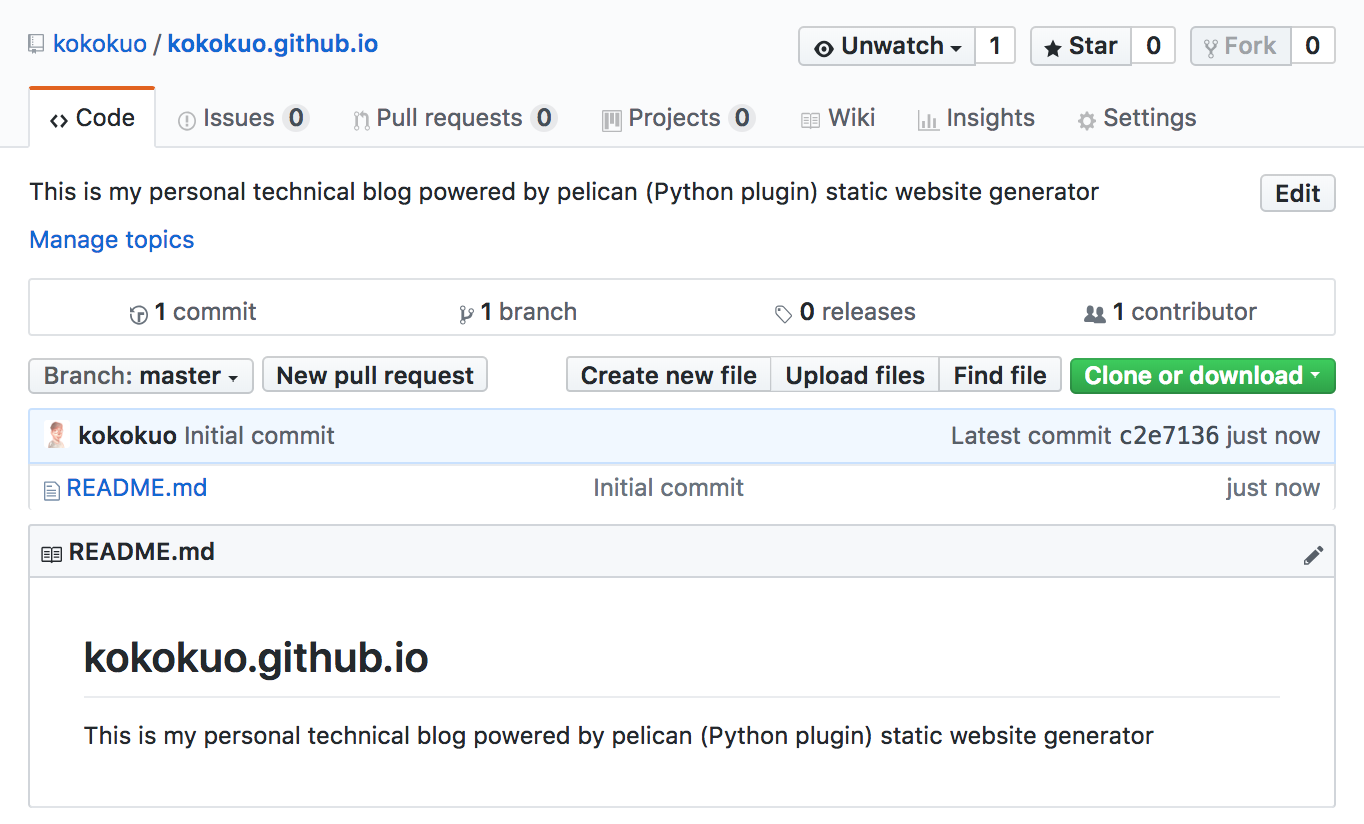 kokokuo / kokokuo.github.io Unwatch 1 Star 0 Fork 0
Code Issues 0 Pull requests 0 Projects 0 Wiki Insights Settings
This is my personal technical blog powered by pelican (Python plugin) static website generator Edit
Manage topics
1 commit 1 branch 0 releases 1 contributor
Branch: master New pull request Create new file Upload files Find file Clone or download
kokokuo Initial commit Latest commit c2e7136 just now
README.md Initial commit just now
README.md
kokokuo.github.io
This is my personal technical blog powered by pelican (Python plugin) static website generator